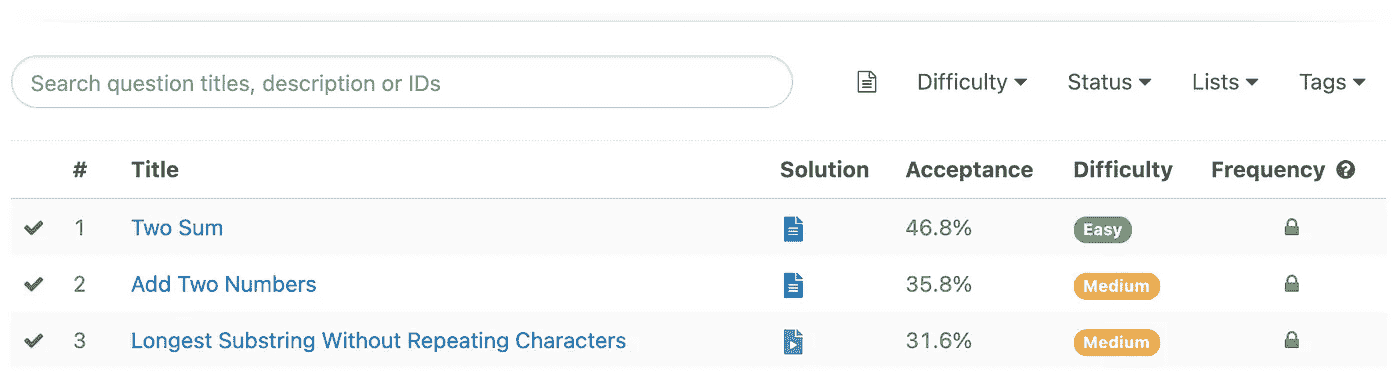 Search question titles, description or IDs Difficulty Status Lists Tags
# Title Solution Acceptance Difficulty Frequency ?
1 Two Sum 46.8% Easy
2 Add Two Numbers 35.8% Medium
3 Longest Substring Without Repeating Characters 31.6% Medium